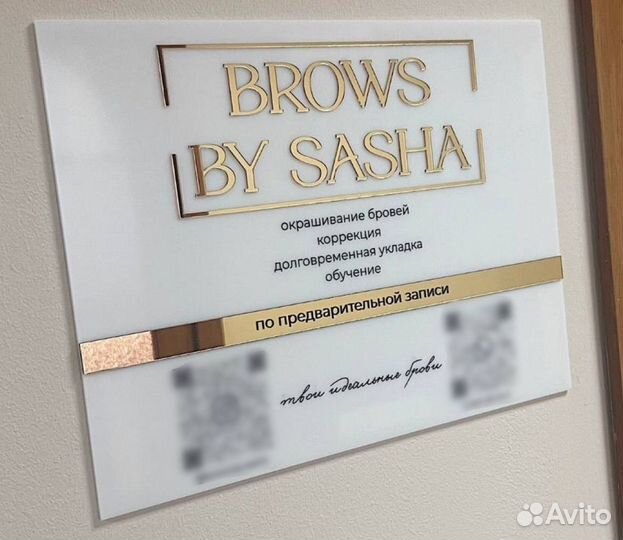 BROWS
BY SASHA
окрашивание бровей
коррекция
долговременная укладка
обучение
по предварительной записи
твои идеальные брови
Avito